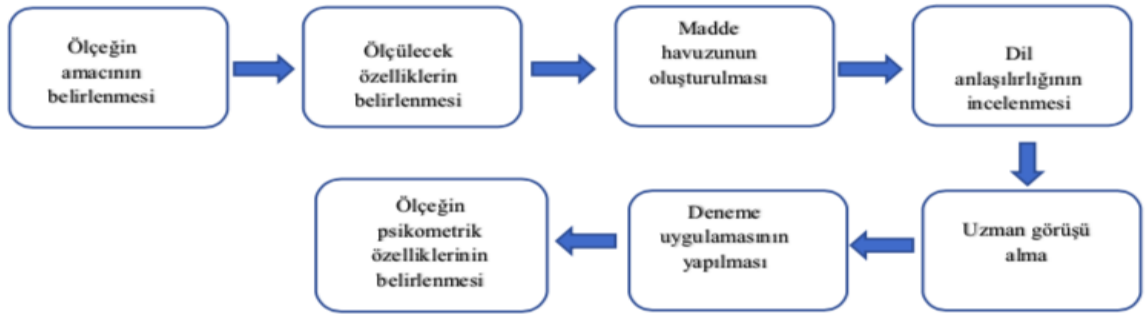 Ölçeğin
amacının
belirlenmesi
Ölçülecek
özelliklerin
belirlenmesi
Madde
havuzunun
oluşturulması
Dil
anlaşılırlığının
incelenmesi
Uzman görüşü
alma
Deneme
uygulamasının
yapılması
Ölçeğin
psikometrik
özelliklerinin
belirlenmesi